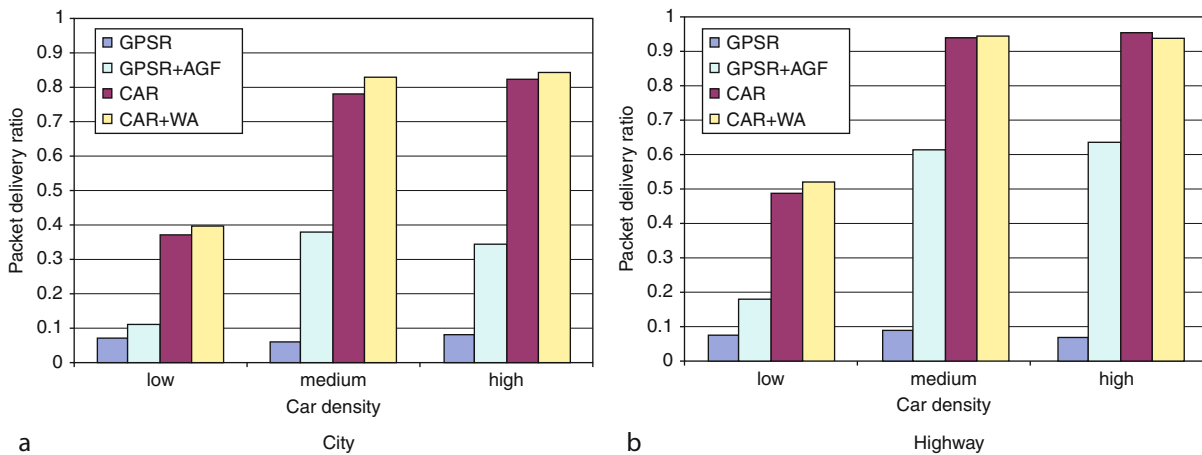 1
0.9
0.8
0.7
0.6
0.5
0.4
0.3
0.2
0.1
0
Packet delivery ratio
GPSR
GPSR+AGF
CAR
CAR+WA
low medium high
Car density
a City
1
0.9
0.8
0.7
0.6
0.5
0.4
0.3
0.2
0.1
0
Packet delivery ratio
GPSR
GPSR+AGF
CAR
CAR+WA
low medium high
Car density
b Highway